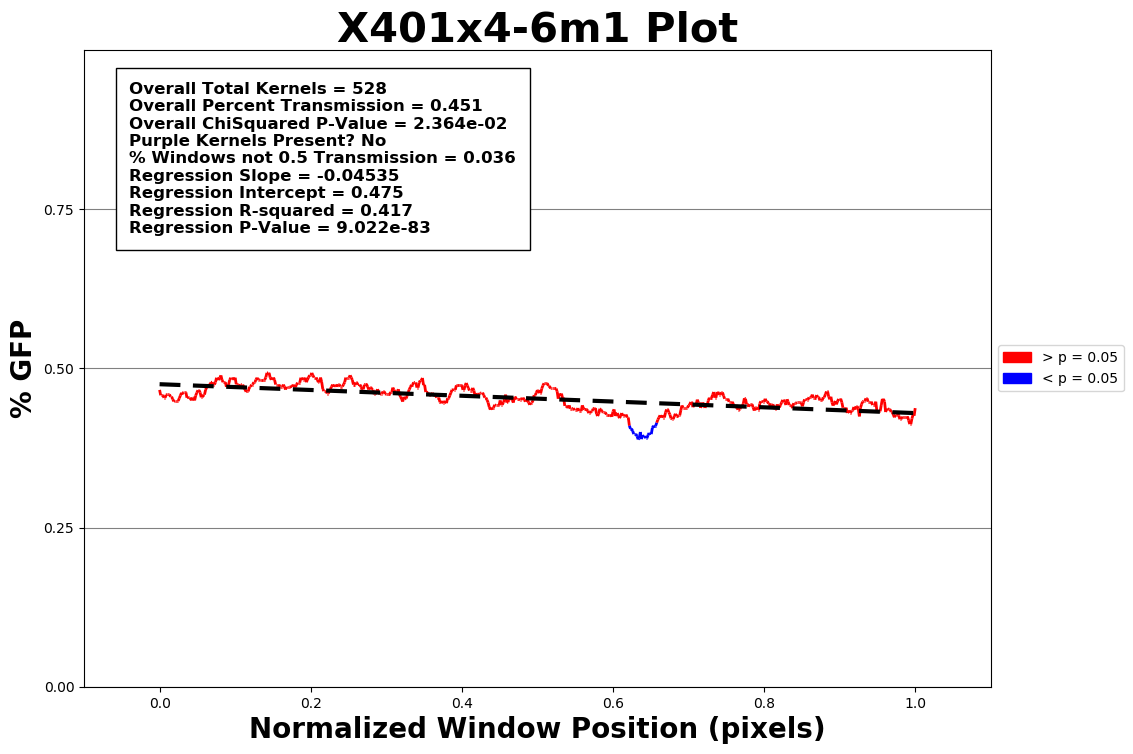 X401x4-6m1 Plot
Overall Total Kernels = 528
Overall Percent Transmission = 0.451
Overall ChiSquared P-Value = 2.364e-02
Purple Kernels Present? No
% Windows not 0.5 Transmission = 0.036
Regression Slope = -0.04535
Regression Intercept = 0.475
Regression R-squared = 0.417
Regression P-Value = 9.022e-83
% GFP
0.75
0.50
0.25
0.00
> p = 0.05
< p = 0.05
0.0 0.2 0.4 0.6 0.8 1.0
Normalized Window Position (pixels)